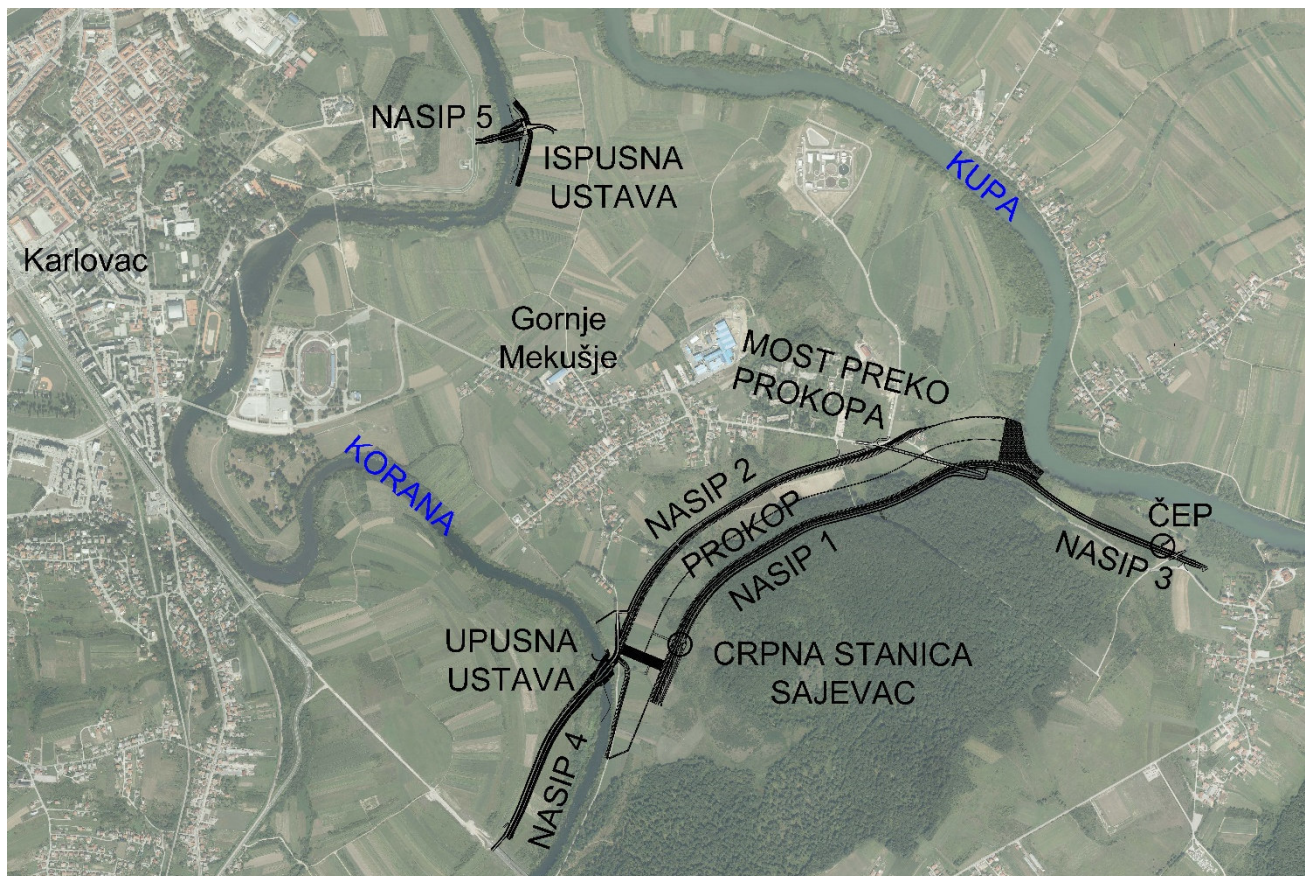 NASIP 5
ISPUSNA
USTAVA
KUPA
Karlovac
Gornje
Mekušje
MOST PREKO
PROKOPA
KORANA
NASIP 2
PROKOP
NASIP 1
ČEP
NASIP 3
UPUSNA
USTAVA
CRPNA STANICA
SAJEVAC
NASIP 4